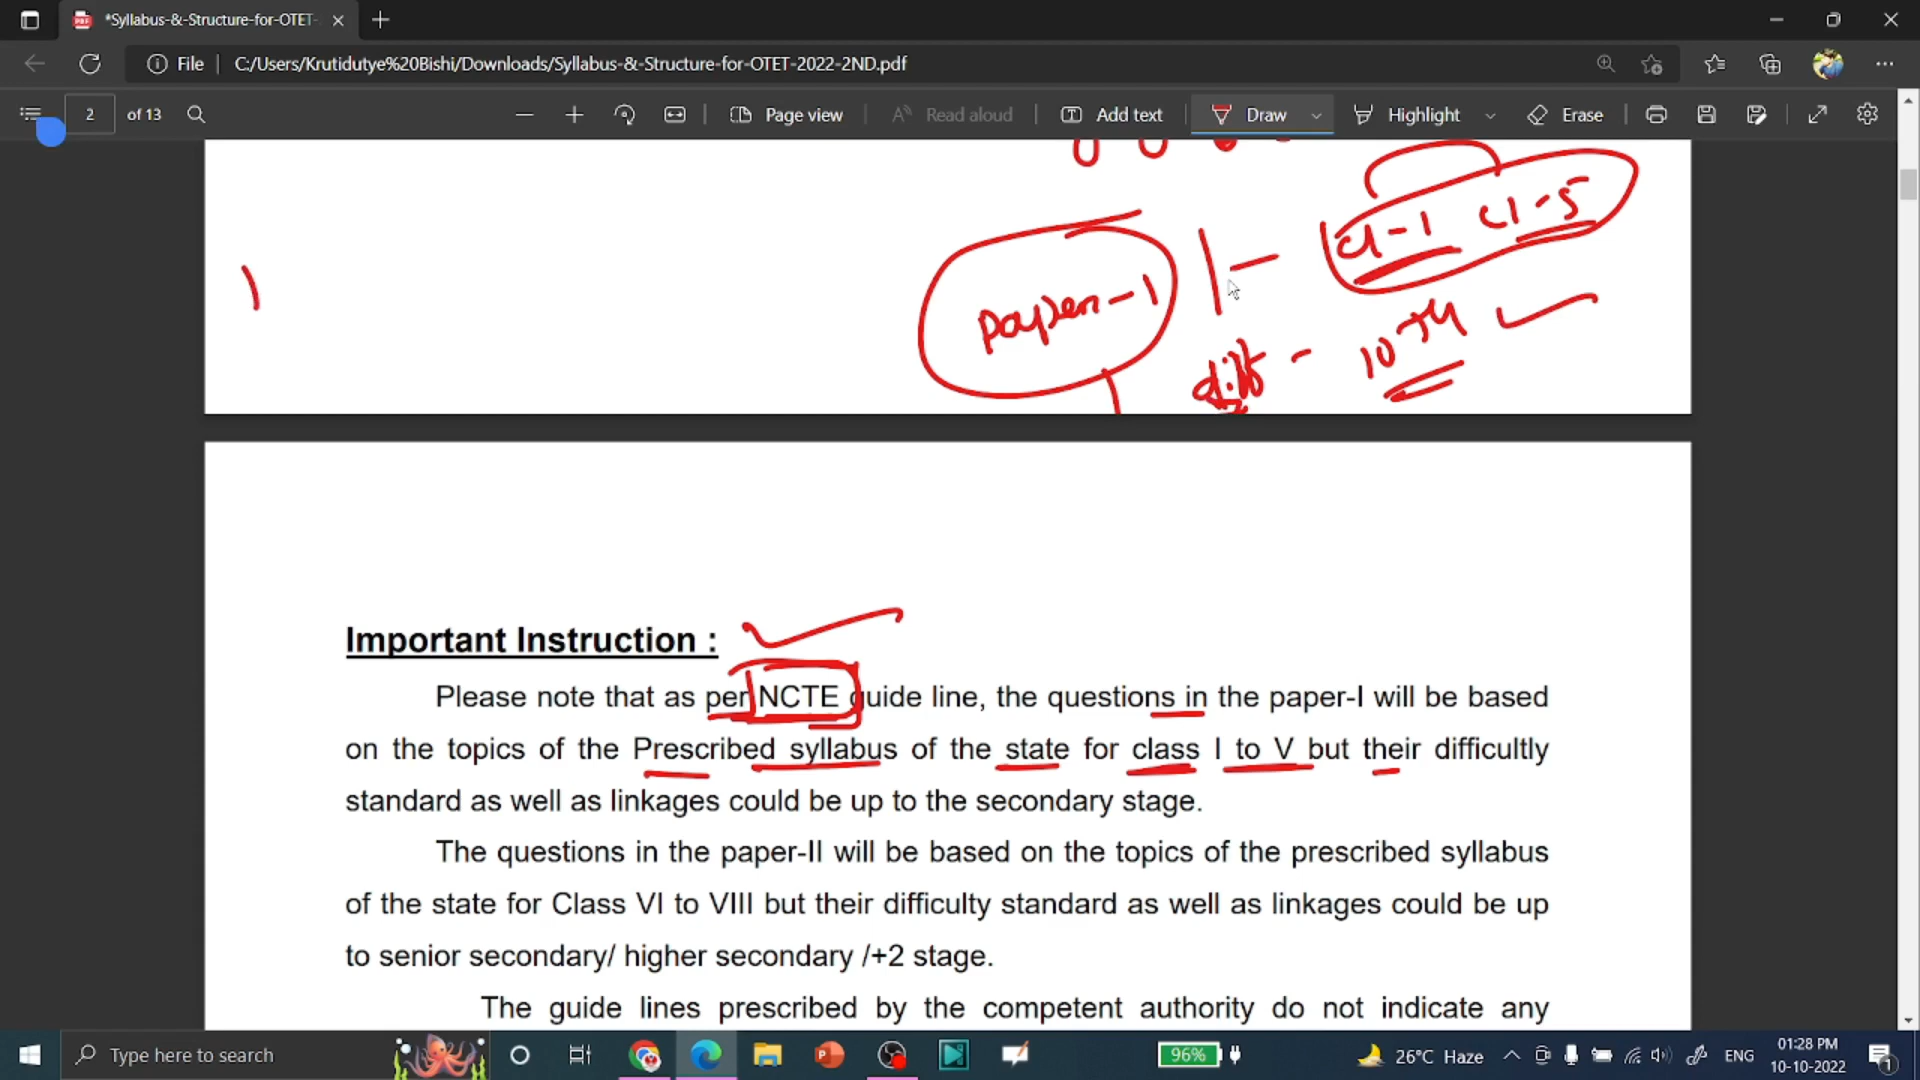 *Syllabus-&-Structure-for-OTET-
File
C:/Users/Krutidutye%20Bishi/Downloads/Syllabus-&-Structure-for-OTET-2022-2ND.pdf
2 of 13
Page view
Read aloud
Add text
Draw
Highlight
Erase
cl-1 cl-5
Paper-1
diff - 10th
Important Instruction :
Please note that as per NCTE guide line, the questions in the paper-I will be based
on the topics of the Prescribed syllabus of the state for class I to V but their difficultly
standard as well as linkages could be up to the secondary stage.
The questions in the paper-II will be based on the topics of the prescribed syllabus
of the state for Class VI to VIII but their difficulty standard as well as linkages could be up
to senior secondary/ higher secondary /+2 stage.
The guide lines prescribed by the competent authority do not indicate any
Type here to search
96%
26°C Haze
ENG
01:28 PM
10-10-2022
1